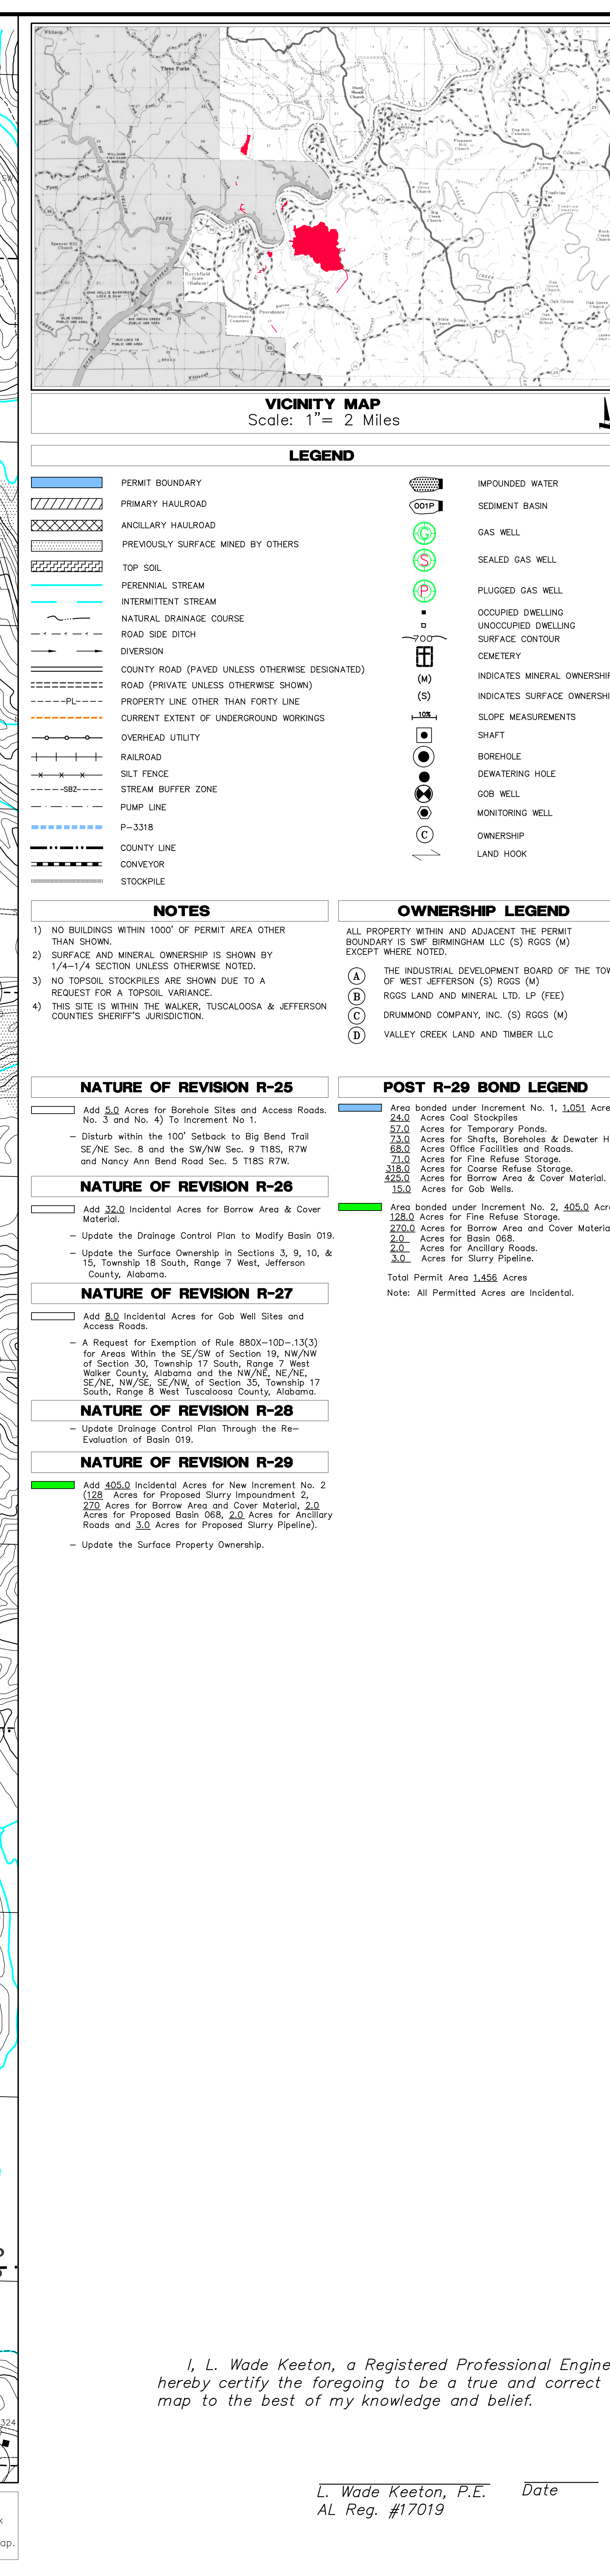 VICINITY MAP
Scale: 1"= 2 Miles
LEGEND
PERMIT BOUNDARY
PRIMARY HAULROAD
ANCILLARY HAULROAD
PREVIOUSLY SURFACE MINED BY OTHERS
TOP SOIL
PERENNIAL STREAM
INTERMITTENT STREAM
NATURAL DRAINAGE COURSE
ROAD SIDE DITCH
DIVERSION
COUNTY ROAD (PAVED UNLESS OTHERWISE DESIGNATED)
ROAD (PRIVATE UNLESS OTHERWISE SHOWN)
PL PROPERTY LINE OTHER THAN FORTY LINE
CURRENT EXTENT OF UNDERGROUND WORKINGS
OVERHEAD UTILITY
RAILROAD
SILT FENCE
SBZ STREAM BUFFER ZONE
PUMP LINE
P-3318
COUNTY LINE
CONVEYOR
STOCKPILE
IMPOUNDED WATER
001P SEDIMENT BASIN
G GAS WELL
S SEALED GAS WELL
P PLUGGED GAS WELL
OCCUPIED DWELLING
UNOCCUPIED DWELLING
700 SURFACE CONTOUR
CEMETERY
(M) INDICATES MINERAL OWNERSHIP
(S) INDICATES SURFACE OWNERSHI
10% SLOPE MEASUREMENTS
SHAFT
BOREHOLE
DEWATERING HOLE
GOB WELL
MONITORING WELL
C OWNERSHIP
LAND HOOK
NOTES
1) NO BUILDINGS WITHIN 1000' OF PERMIT AREA OTHER
THAN SHOWN.
2) SURFACE AND MINERAL OWNERSHIP IS SHOWN BY
1/4-1/4 SECTION UNLESS OTHERWISE NOTED.
3) NO TOPSOIL STOCKPILES ARE SHOWN DUE TO A
REQUEST FOR A TOPSOIL VARIANCE.
4) THIS SITE IS WITHIN THE WALKER, TUSCALOOSA & JEFFERSON
COUNTIES SHERIFF'S JURISDICTION.
OWNERSHIP LEGEND
ALL PROPERTY WITHIN AND ADJACENT THE PERMIT
BOUNDARY IS SWF BIRMINGHAM LLC (S) RGGS (M)
EXCEPT WHERE NOTED.
A THE INDUSTRIAL DEVELOPMENT BOARD OF THE TOW
OF WEST JEFFERSON (S) RGGS (M)
B RGGS LAND AND MINERAL LTD. LP (FEE)
C DRUMMOND COMPANY, INC. (S) RGGS (M)
D VALLEY CREEK LAND AND TIMBER LLC
NATURE OF REVISION R-25
Add 5.0 Acres for Borehole Sites and Access Roads.
No. 3 and No. 4) To Increment No 1.
- Disturb within the 100' Setback to Big Bend Trail
SE/NE Sec. 8 and the SW/NW Sec. 9 T18S, R7W
and Nancy Ann Bend Road Sec. 5 T18S R7W.
NATURE OF REVISION R-26
Add 32.0 Incidental Acres for Borrow Area & Cover
Material.
- Update the Drainage Control Plan to Modify Basin 019.
- Update the Surface Ownership in Sections 3, 9, 10, &
15, Township 18 South, Range 7 West, Jefferson
County, Alabama.
NATURE OF REVISION R-27
Add 8.0 Incidental Acres for Gob Well Sites and
Access Roads.
- A Request for Exemption of Rule 880X-10D-.13(3)
for Areas Within the SE/SW of Section 19, NW/NW
of Section 30, Township 17 South, Range 7 West
Walker County, Alabama and the NW/NE, NE/NE,
SE/NE, NW/SE, SE/NW, of Section 35, Township 17
South, Range 8 West Tuscaloosa County, Alabama.
NATURE OF REVISION R-28
- Update Drainage Control Plan Through the Re-
Evaluation of Basin 019.
NATURE OF REVISION R-29
Add 405.0 Incidental Acres for New Increment No. 2
(128 Acres for Proposed Slurry Impoundment 2,
270 Acres for Borrow Area and Cover Material, 2.0
Acres for Proposed Basin 068, 2.0 Acres for Ancillary
Roads and 3.0 Acres for Proposed Slurry Pipeline).
- Update the Surface Property Ownership.
POST R-29 BOND LEGEND
Area bonded under Increment No. 1, 1,051 Acre
24.0 Acres Coal Stockpiles
57.0 Acres for Temporary Ponds.
73.0 Acres for Shafts, Boreholes & Dewater H
68.0 Acres Office Facilities and Roads.
71.0 Acres for Fine Refuse Storage.
318.0 Acres for Coarse Refuse Storage.
425.0 Acres for Borrow Area & Cover Material.
15.0 Acres for Gob Wells.
Area bonded under Increment No. 2, 405.0 Acr
128.0 Acres for Fine Refuse Storage.
270.0 Acres for Borrow Area and Cover Materia
2.0 Acres for Basin 068.
2.0 Acres for Ancillary Roads.
3.0 Acres for Slurry Pipeline.
Total Permit Area 1,456 Acres
Note: All Permitted Acres are Incidental.
I, L. Wade Keeton, a Registered Professional Engine
hereby certify the foregoing to be a true and correct
map to the best of my knowledge and belief.
L. Wade Keeton, P.E.
Date
AL Reg. #17019
324
ap.